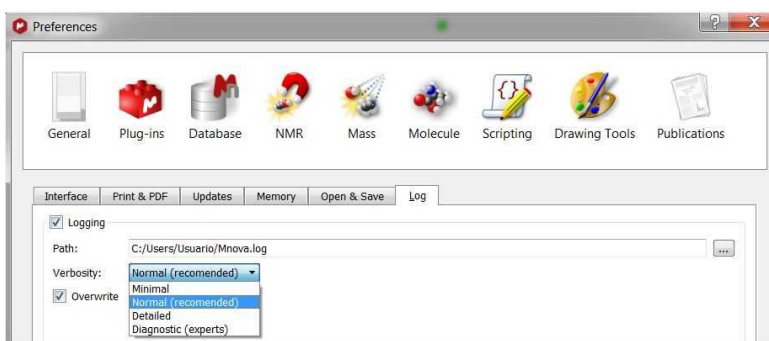 Preferences
General Plug-ins Database NMR Mass Molecule Scripting Drawing Tools Publications
Interface Print & PDF Updates Memory Open & Save Log
Logging
Path: C:/Users/Usuario/Mnova.log ...
Verbosity: Normal (recomended)
Minimal
Overwrite Normal (recomended)
Detailed
Diagnostic (experts)